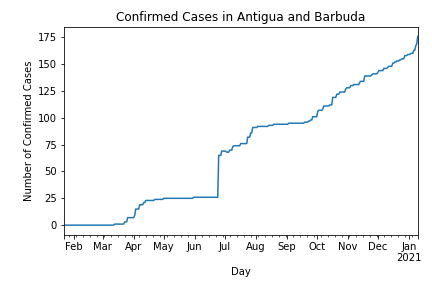 Confirmed Cases in Antigua and Barbuda
Number of Confirmed Cases
175
150
125
100
75
50
25
0
Feb Mar Apr May Jun Jul Aug Sep Oct Nov Dec Jan
2021
Day